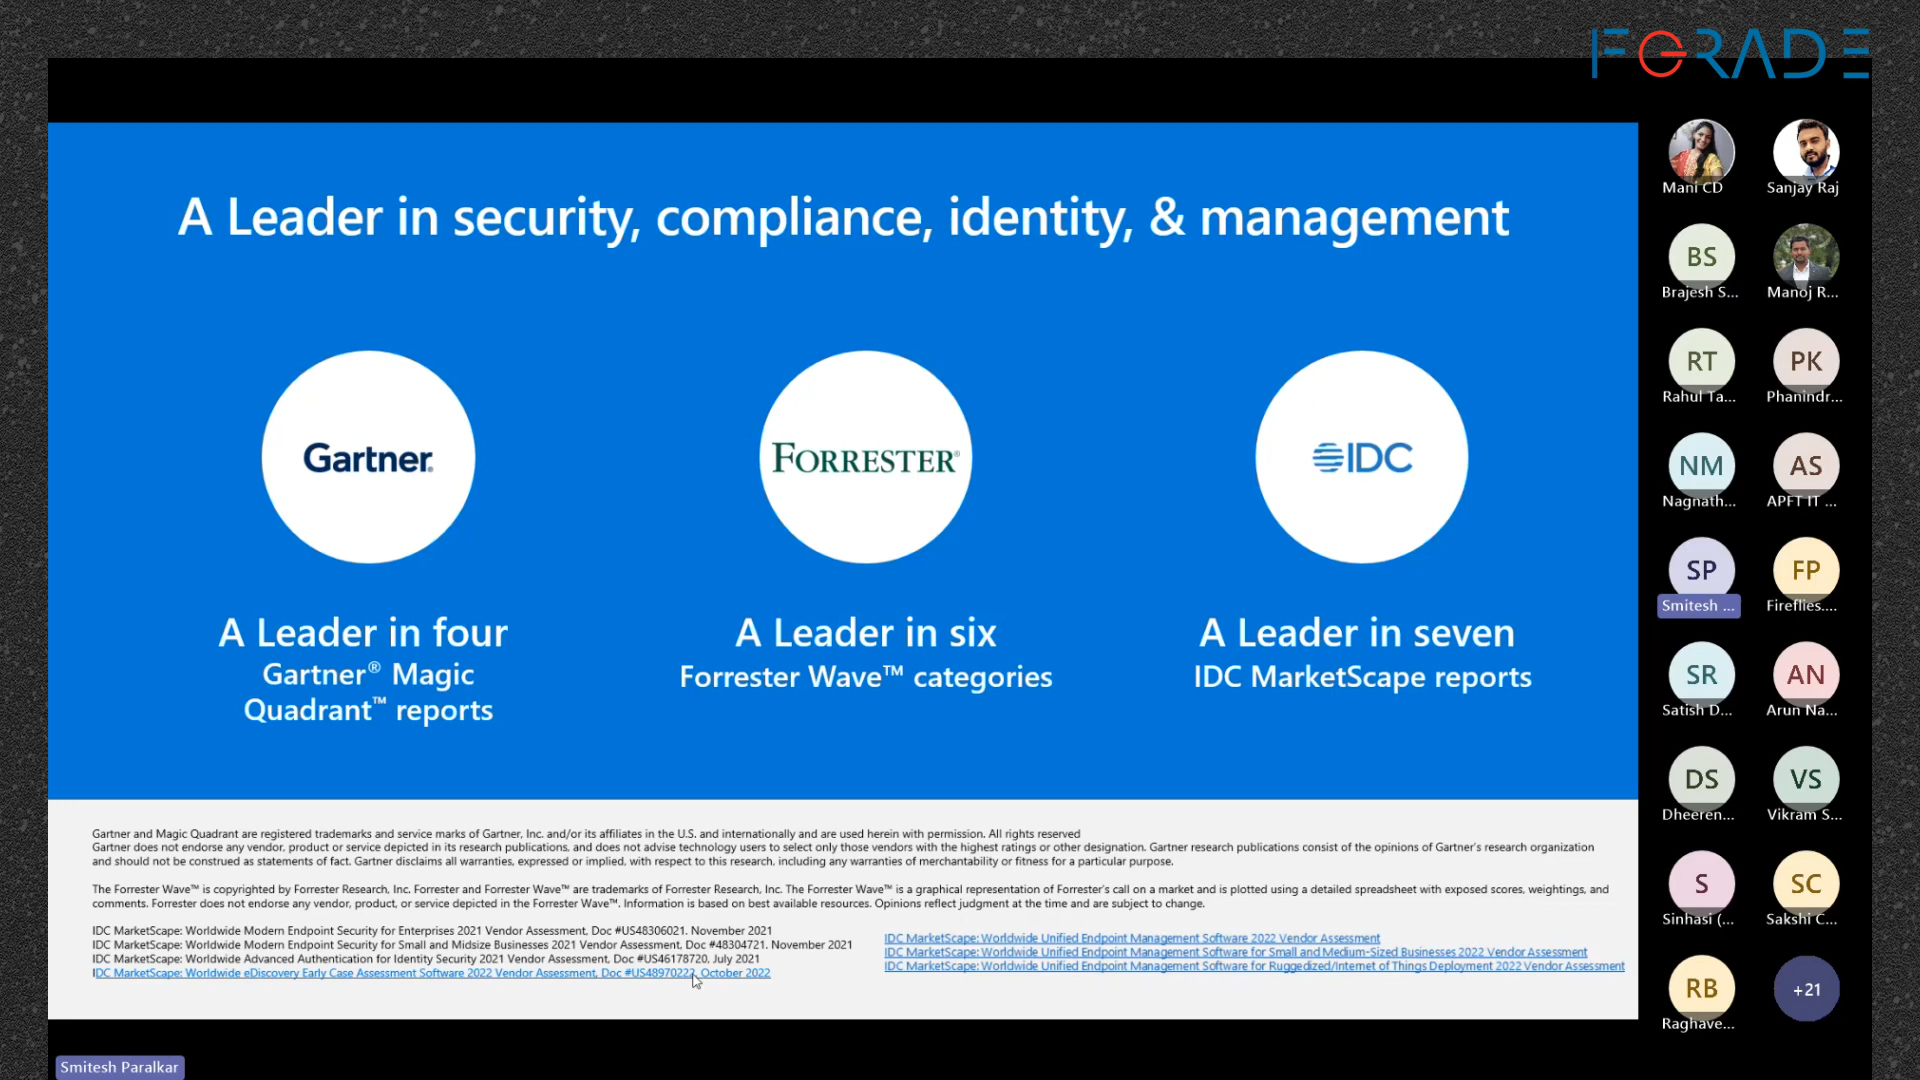 FGRADE
A Leader in security, compliance, identity, & management
Gartner.
FORRESTER®
IDC
A Leader in four
Gartner® Magic
Quadrant™ reports
A Leader in six
Forrester Wave™ categories
A Leader in seven
IDC MarketScape reports
Gartner and Magic Quadrant are registered trademarks and service marks of Gartner, Inc. and/or its affiliates in the U.S. and internationally and are used herein with permission. All rights reserved
Gartner does not endorse any vendor, product or service depicted in its research publications, and does not advise technology users to select only those vendors with the highest ratings or other designation. Gartner research publications consist of the opinions of Gartner's research organization
and should not be construed as statements of fact. Gartner disclaims all warranties, expressed or implied, with respect to this research, including any warranties of merchantability or fitness for a particular purpose.
The Forrester Wave™ is copyrighted by Forrester Research, Inc. Forrester and Forrester Wave™ are trademarks of Forrester Research, Inc. The Forrester Wave™ is a graphical representation of Forrester's call on a market and is plotted using a detailed spreadsheet with exposed scores, weightings, and
comments. Forrester does not endorse any vendor, product, or service depicted in the Forrester Wave™. Information is based on best available resources. Opinions reflect judgment at the time and are subject to change.
IDC MarketScape: Worldwide Modern Endpoint Security for Enterprises 2021 Vendor Assessment, Doc #US48306021. November 2021
IDC MarketScape: Worldwide Modern Endpoint Security for Small and Midsize Businesses 2021 Vendor Assessment, Doc #48304721. November 2021
IDC MarketScape: Worldwide Advanced Authentication for Identity Security 2021 Vendor Assessment, Doc #US46178720, July 2021
IDC MarketScape: Worldwide eDiscovery Early Case Assessment Software 2022 Vendor Assessment, Doc #US48970222, October 2022
IDC MarketScape: Worldwide Unified Endpoint Management Software 2022 Vendor Assessment
IDC MarketScape: Worldwide Unified Endpoint Management Software for Small and Medium-Sized Businesses 2022 Vendor Assessment
IDC MarketScape: Worldwide Unified Endpoint Management Software for Ruggedized/Internet of Things Deployment 2022 Vendor Assessment
Mani CD
Sanjay Raj
BS
Brajesh S...
Manoj R...
RT
Rahul Ta...
PK
Phanindr...
NM
Nagnath...
AS
APFT IT ...
SP
Smitesh ...
FP
Fireflies....
SR
Satish D...
AN
Arun Na...
DS
Dheeren...
VS
Vikram S...
S
Sinhasi (...
SC
Sakshi C...
RB
Raghave...
+21
Smitesh Paralkar